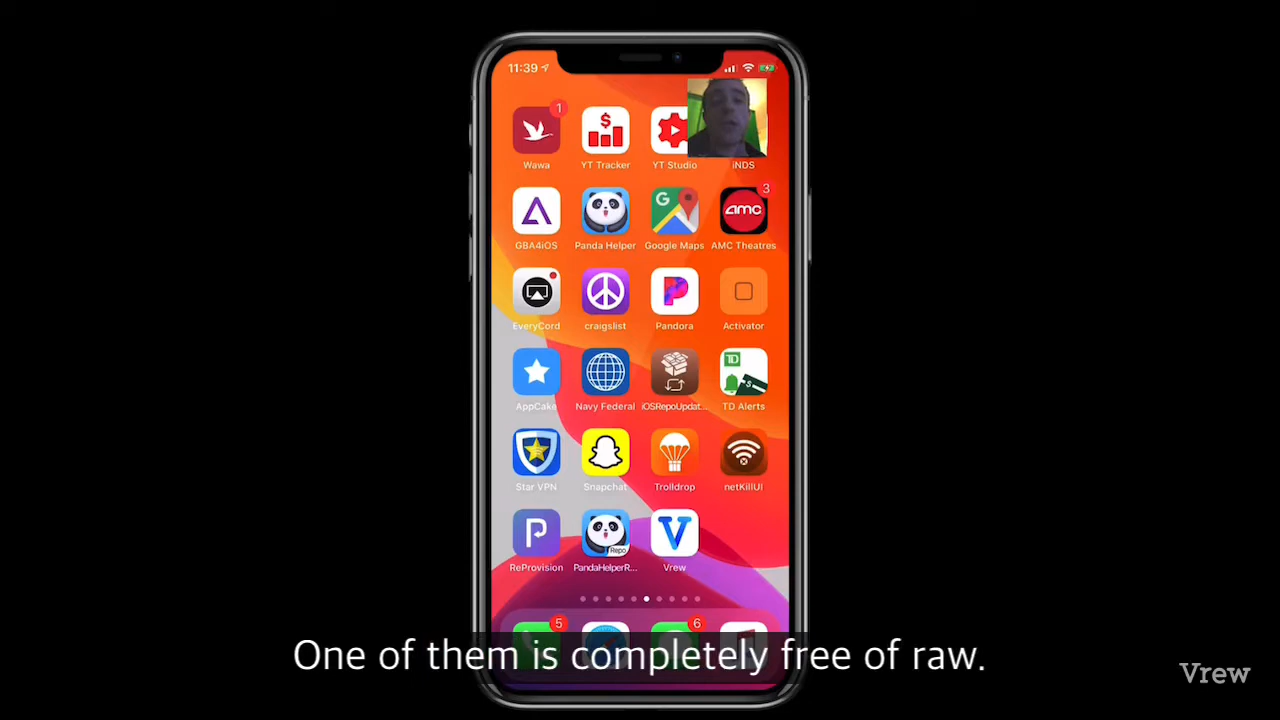 11:39
1
Wawa
$
YT Tracker
YT Studio
iNDS
GBA4iOS
Panda Helper
G
Google Maps
3
amc
AMC Theatres
EveryCord
craigslist
P
Pandora
Activator
AppCake
Navy Federal
iOSRepoUpdat...
TD
$
TD Alerts
Star VPN
Snapchat
Trolldrop
netKillUI
P
ReProvision
Repo
PandaHelperR...
V
Vrew
5
6
One of them is completely free of raw.
Vrew